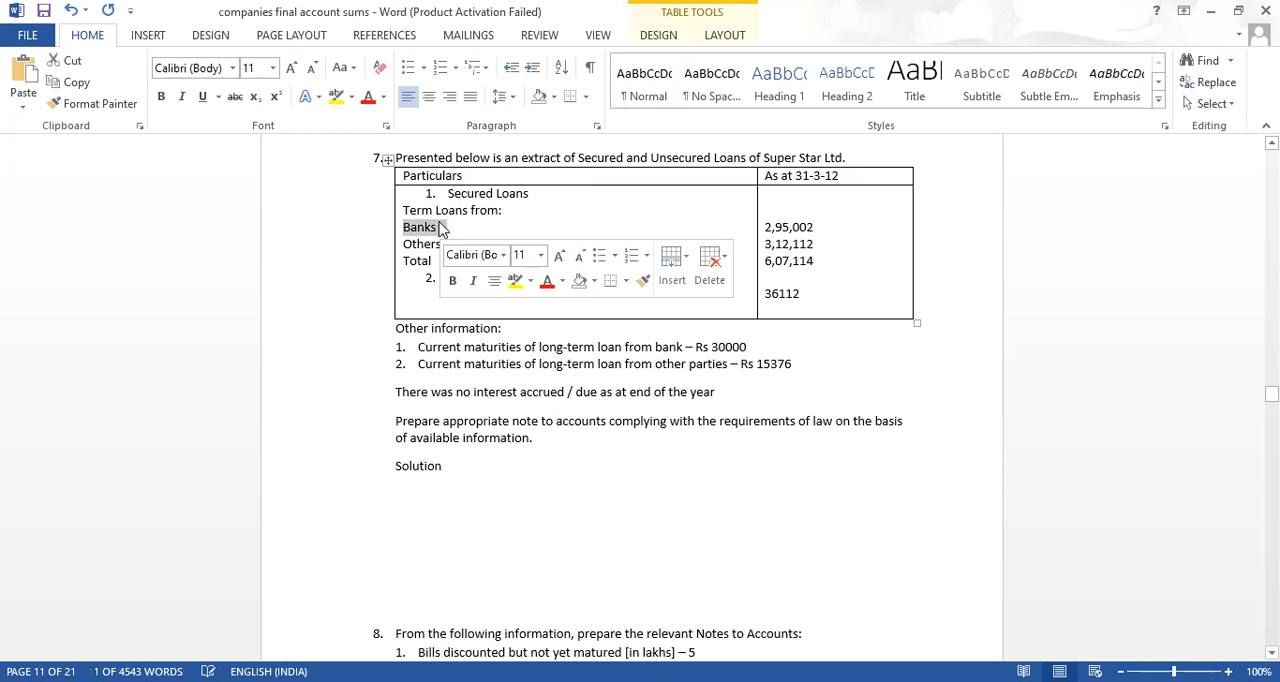 companies final account sums - Word (Product Activation Failed)
TABLE TOOLS
FILE HOME INSERT DESIGN PAGE LAYOUT REFERENCES MAILINGS REVIEW VIEW DESIGN LAYOUT
Paste
Cut
Copy
Format Painter
Clipboard
Calibri (Body) 11
Font
Paragraph
AaBbCcDc AaBbCcDc AaBbCc AaBbCcC AaBl AaBbCcD AaBbCcDc AaBbCcDc
¶ Normal ¶ No Spac... Heading 1 Heading 2 Title Subtitle Subtle Em... Emphasis
Styles
Find
Replace
Select
Editing
7. Presented below is an extract of Secured and Unsecured Loans of Super Star Ltd.
Particulars As at 31-3-12
1. Secured Loans
Term Loans from:
Banks 2,95,002
Others 3,12,112
Total 6,07,114
2.
36112
Calibri (Bo 11
Insert Delete
Other information:
1. Current maturities of long-term loan from bank – Rs 30000
2. Current maturities of long-term loan from other parties – Rs 15376
There was no interest accrued / due as at end of the year
Prepare appropriate note to accounts complying with the requirements of law on the basis
of available information.
Solution
8. From the following information, prepare the relevant Notes to Accounts:
1. Bills discounted but not yet matured [in lakhs] – 5
PAGE 11 OF 21 1 OF 4543 WORDS ENGLISH (INDIA) 100%